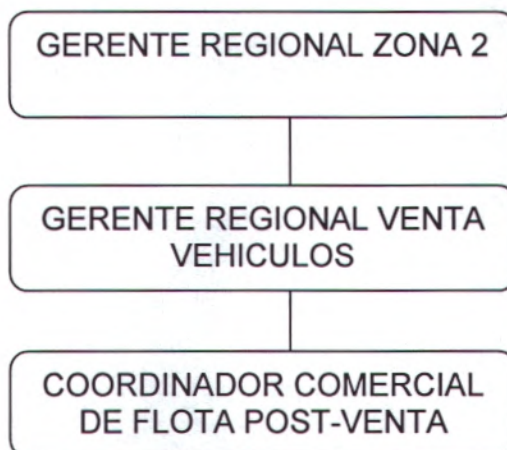 GERENTE REGIONAL ZONA 2
GERENTE REGIONAL VENTA
VEHICULOS
COORDINADOR COMERCIAL
DE FLOTA POST-VENTA